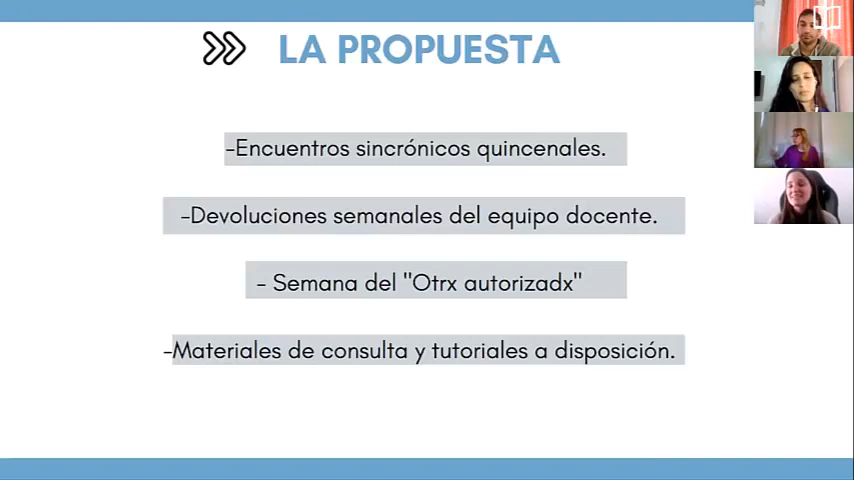 LA PROPUESTA
-Encuentros sincrónicos quincenales.
-Devoluciones semanales del equipo docente.
- Semana del "Otrx autorizadx"
-Materiales de consulta y tutoriales a disposición.